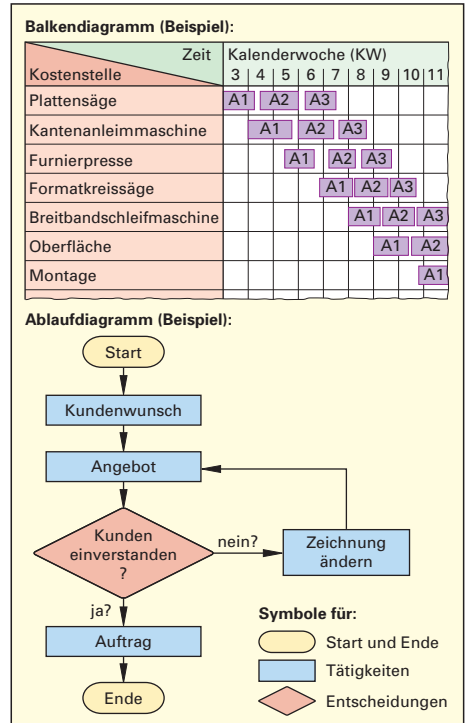 Balkendiagramm (Beispiel):
Zeit Kalenderwoche (KW)
Kostenstelle 3 4 5 6 7 8 9 10 11
Plattensäge A1 A2 A3
Kantenanleimmaschine A1 A2 A3
Furnierpresse A1 A2 A3
Formatkreissäge A1 A2 A3
Breitbandschleifmaschine A1 A2 A3
Oberfläche A1 A2
Montage A1
Ablaufdiagramm (Beispiel):
Start
Kundenwunsch
Angebot
Kunden
einverstanden
?
nein?
Zeichnung
ändern
ja?
Auftrag
Ende
Symbole für:
Start und Ende
Tätigkeiten
Entscheidungen